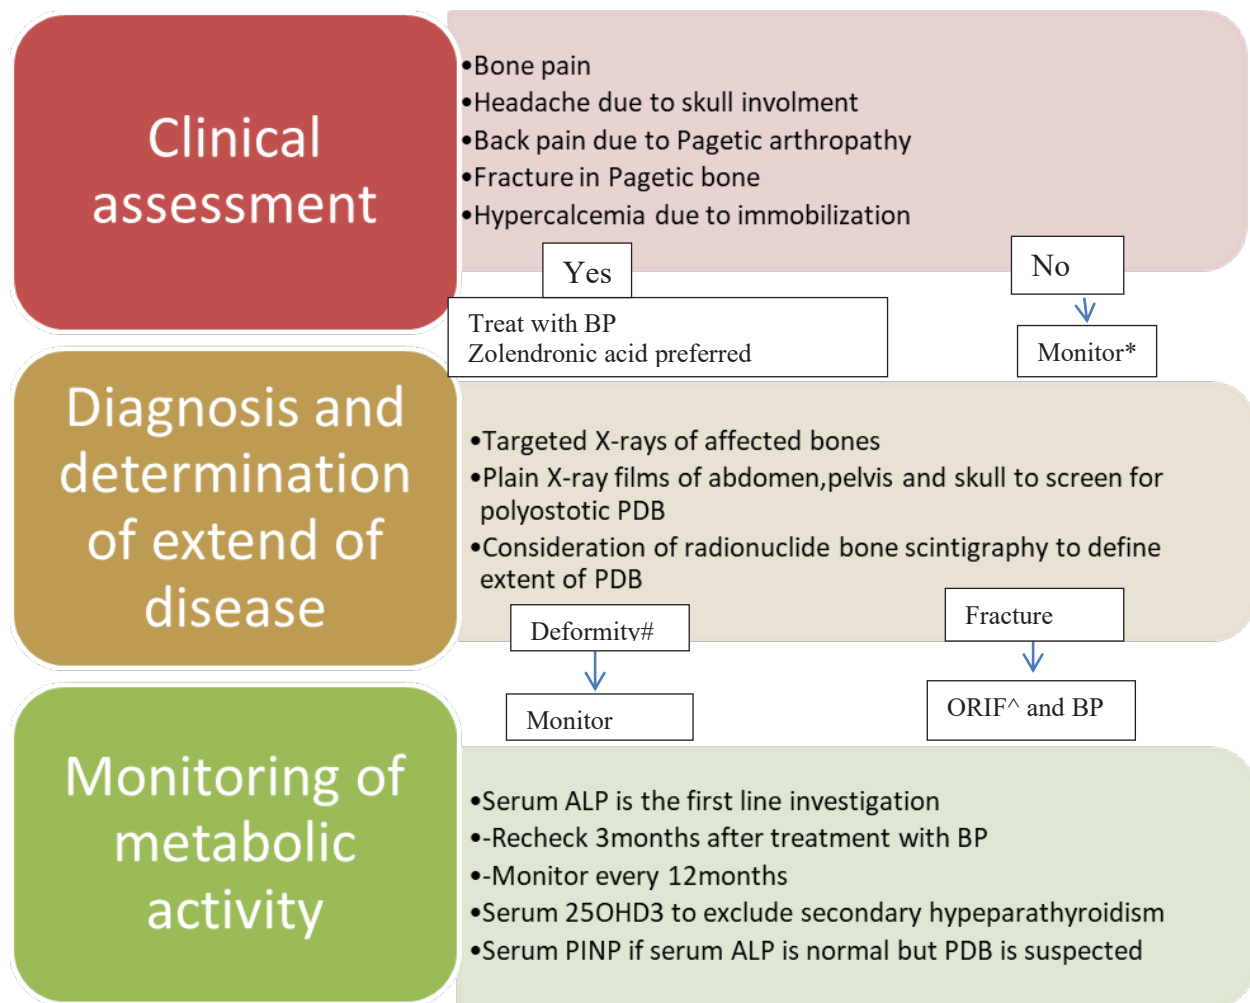 Clinical
assessment
•Bone pain
•Headache due to skull involment
•Back pain due to Pagetic arthropathy
•Fracture in Pagetic bone
•Hypercalcemia due to immobilization
Yes
No
Treat with BP
Zolendronic acid preferred
Monitor*
Diagnosis and
determination
of extend of
disease
•Targeted X-rays of affected bones
•Plain X-ray films of abdomen,pelvis and skull to screen for
polyostotic PDB
•Consideration of radionuclide bone scintigraphy to define
extent of PDB
Deformity#
Fracture
Monitor
ORIF^ and BP
Monitoring of
metabolic
activity
•Serum ALP is the first line investigation
•-Recheck 3months after treatment with BP
•-Monitor every 12months
•Serum 25OHD3 to exclude secondary hypeparathyroidism
•Serum PINP if serum ALP is normal but PDB is suspected